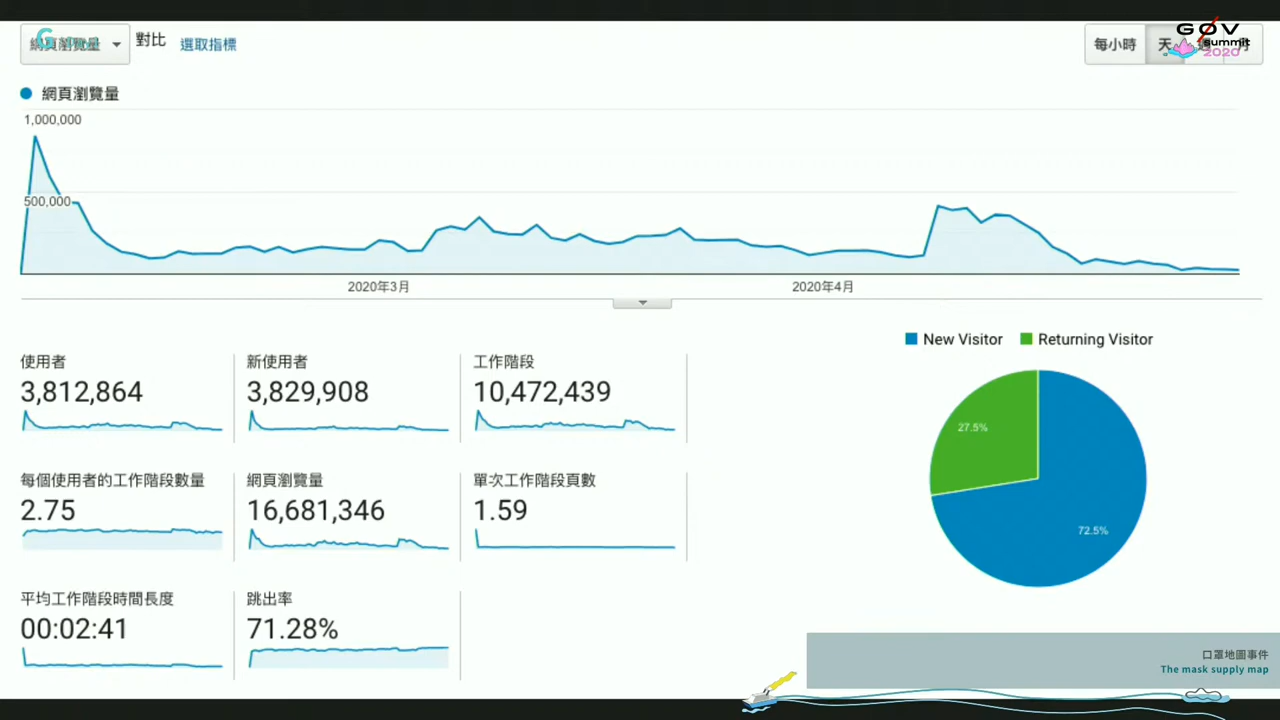 網頁瀏覽量
對比
選取指標
每小時
天
GOV
summit
2020
網頁瀏覽量
1,000,000
500,000
2020年3月
2020年4月
New Visitor
Returning Visitor
使用者
3,812,864
新使用者
3,829,908
工作階段
10,472,439
27.5%
72.5%
每個使用者的工作階段數量
2.75
網頁瀏覽量
16,681,346
單次工作階段頁數
1.59
平均工作階段時間長度
00:02:41
跳出率
71.28%
口罩地圖事件
The mask supply map